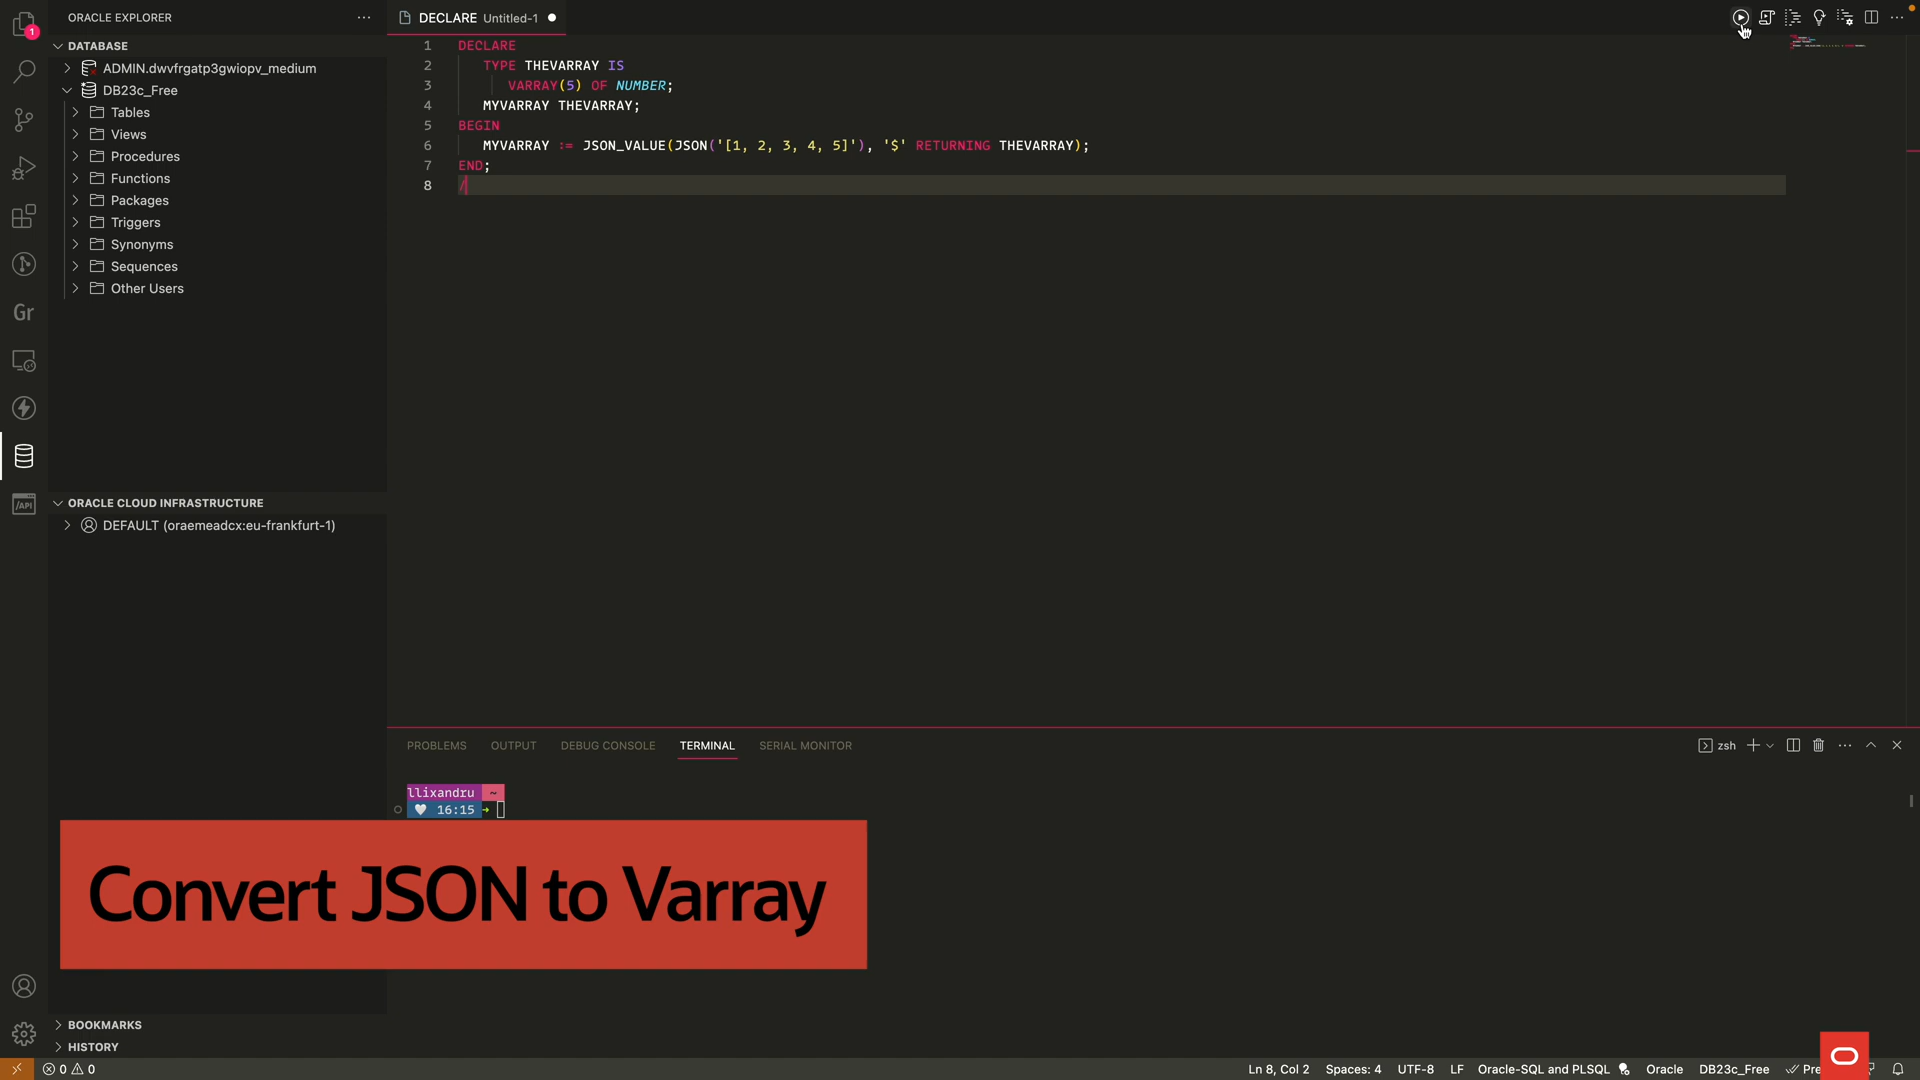 1
ORACLE EXPLORER
DATABASE
ADMIN.dwvfrgatp3gwiopv_medium
DB23c_Free
Tables
Views
Procedures
Functions
Packages
Triggers
Synonyms
Sequences
Other Users
Gr
/API
ORACLE CLOUD INFRASTRUCTURE
DEFAULT (oraemeadcx:eu-frankfurt-1)
BOOKMARKS
HISTORY
DECLARE Untitled-1
1 DECLARE
2 TYPE THEVARRAY IS
3 VARRAY(5) OF NUMBER;
4 MYVARRAY THEVARRAY;
5 BEGIN
6 MYVARRAY := JSON_VALUE(JSON('[1, 2, 3, 4, 5]'), '$' RETURNING THEVARRAY);
7 END;
8 /
PROBLEMS OUTPUT DEBUG CONSOLE TERMINAL SERIAL MONITOR
zsh
llixandru ~
16:15
Convert JSON to Varray
0 0
Ln 8, Col 2 Spaces: 4 UTF-8 LF Oracle-SQL and PLSQL Oracle DB23c_Free